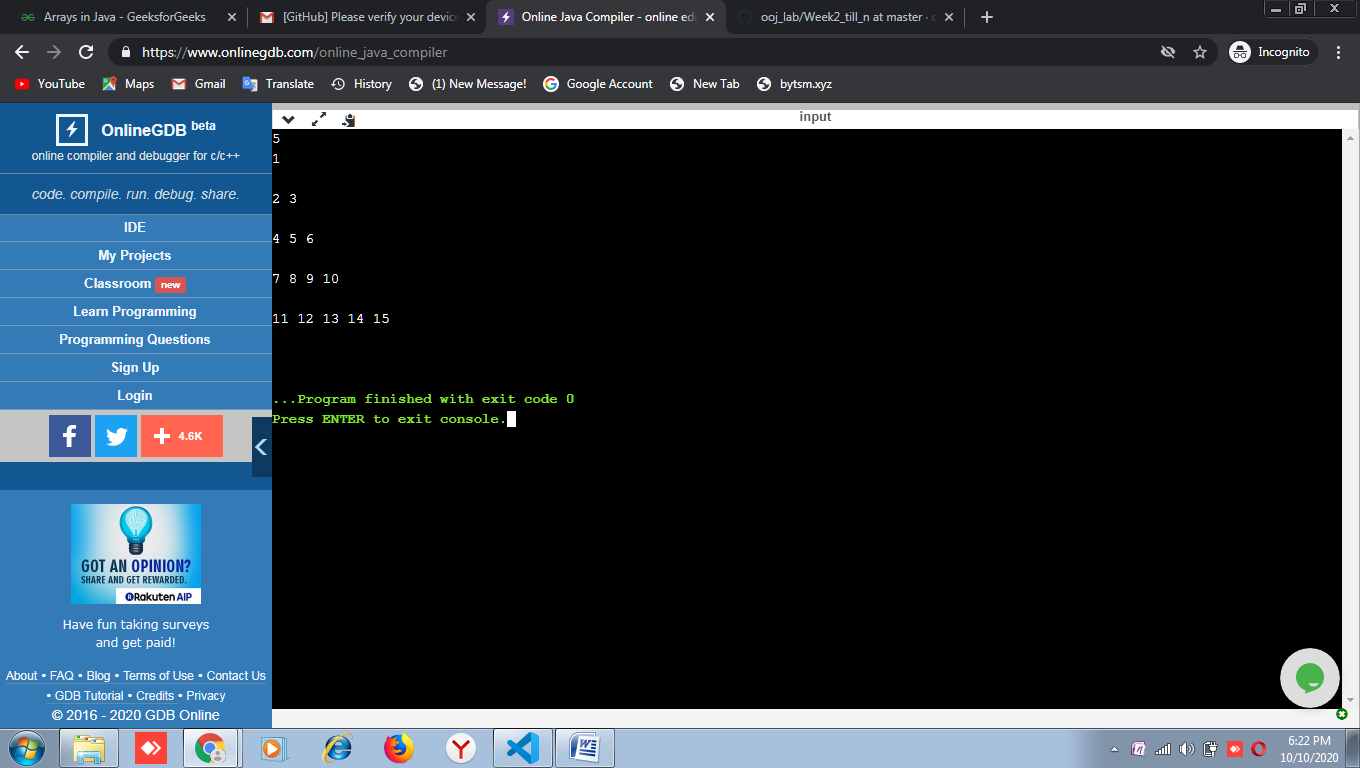 Arrays in Java - GeeksforGeeks
[GitHub] Please verify your device
Online Java Compiler - online edi
ooj_lab/Week2_till_n at master ·
https://www.onlinegdb.com/online_java_compiler
Incognito
YouTube
Maps
Gmail
Translate
History
(1) New Message!
Google Account
New Tab
bytsm.xyz
OnlineGDB beta
online compiler and debugger for c/c++
code. compile. run. debug. share.
IDE
My Projects
Classroom new
Learn Programming
Programming Questions
Sign Up
Login
4.6K
GOT AN OPINION?
SHARE AND GET REWARDED.
Rakuten AIP
Have fun taking surveys
and get paid!
About • FAQ • Blog • Terms of Use • Contact Us
• GDB Tutorial • Credits • Privacy
© 2016 - 2020 GDB Online
input
5
1
2 3
4 5 6
7 8 9 10
11 12 13 14 15
...Program finished with exit code 0
Press ENTER to exit console.
6:22 PM
10/10/2020